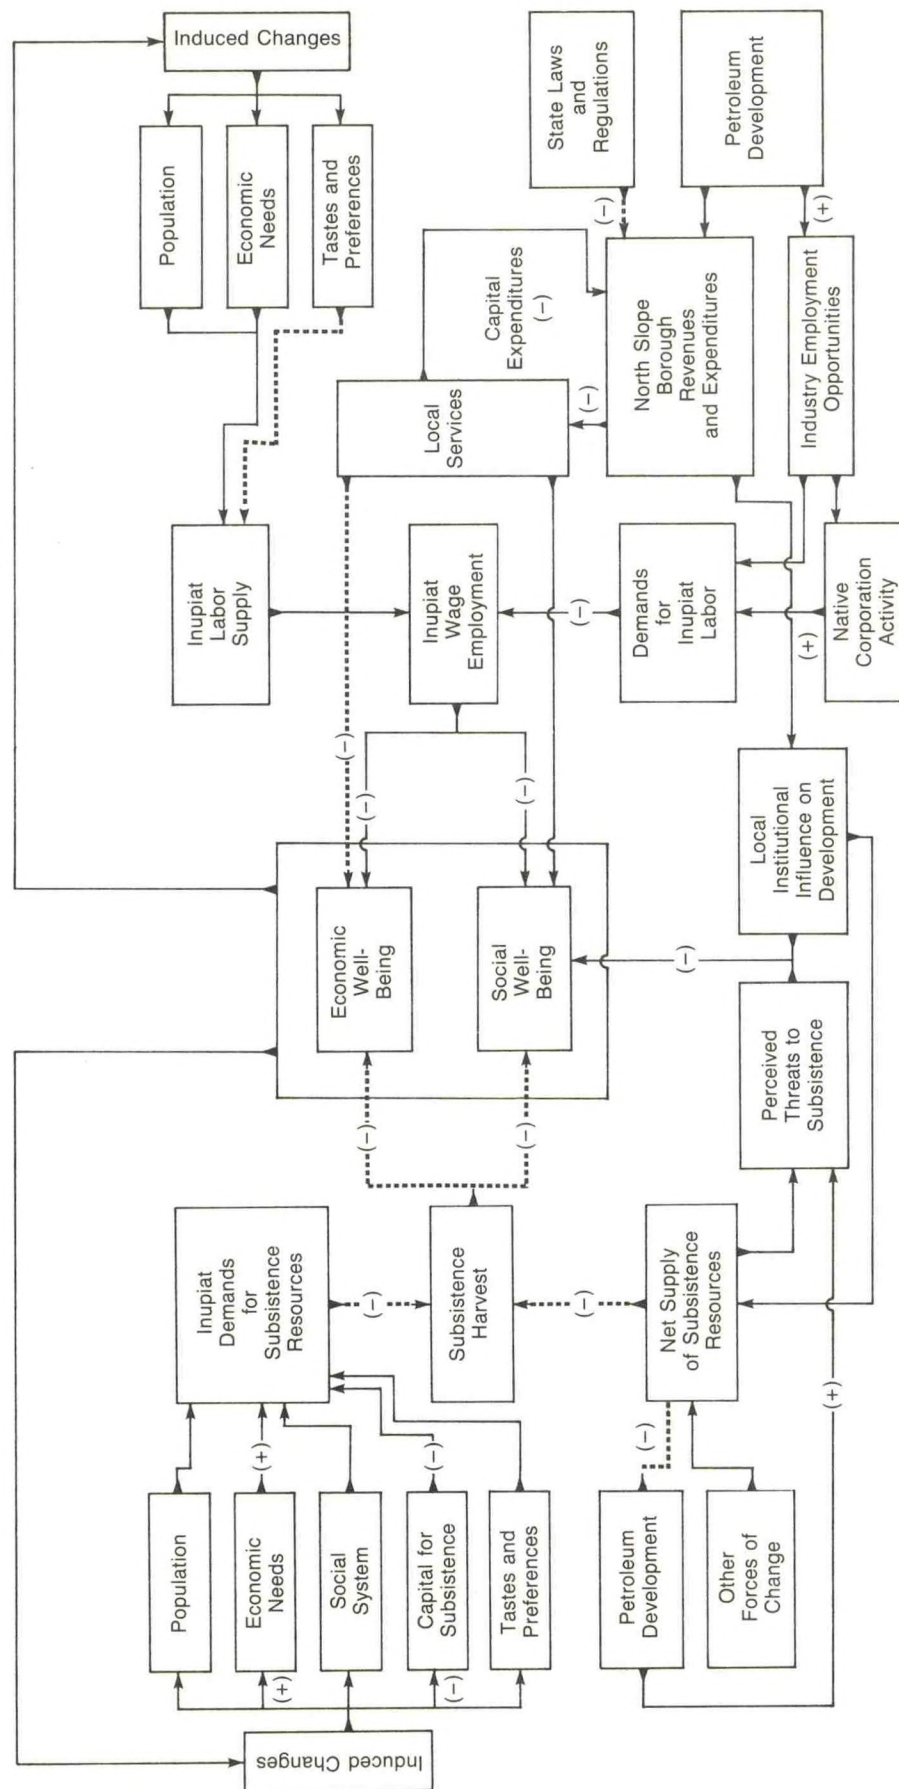 Induced Changes
Population
Economic
Needs
Social
System
Capital for
Subsistence
Tastes and
Preferences
(+)
(-)
(+)
(-)
Inupiat
Demands
for
Subsistence
Resources
(-)
Subsistence
Harvest
(-)
Net Supply
of Subsistence
Resources
(-)
Petroleum
Development
Other
Forces of
Change
(+)
(-)
(-)
Economic
Well-
Being
Social
Well-
Being
(-)
Perceived
Threats to
Subsistence
Local
Institutional
Influence on
Development
(-)
(-)
(-)
Inupiat
Labor
Supply
Inupiat
Wage
Employment
(-)
Demands
for
Inupiat
Labor
(+)
Native
Corporation
Activity
Local
Services
(-)
Capital
Expenditures
(-)
North Slope
Borough
Revenues
and Expenditures
Industry Employment
Opportunities
(-)
(+)
Population
Economic
Needs
Tastes and
Preferences
Induced Changes
State Laws
and
Regulations
Petroleum
Development